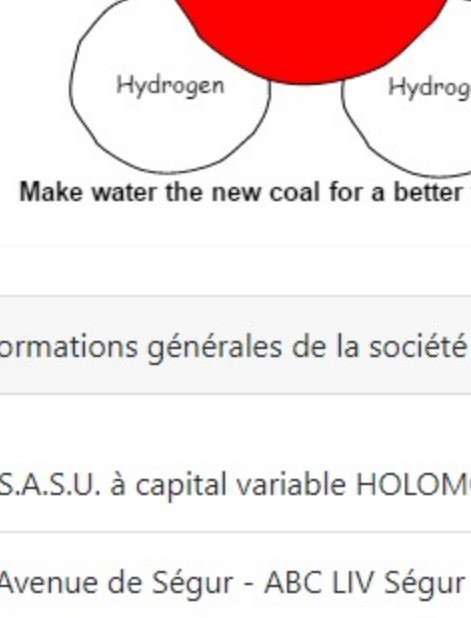 Hydrogen
Make water the new coal for a better
ormations générales de la société
S.A.S.U. à capital variable
Avenue de Ségur - ABC LIV Ségur